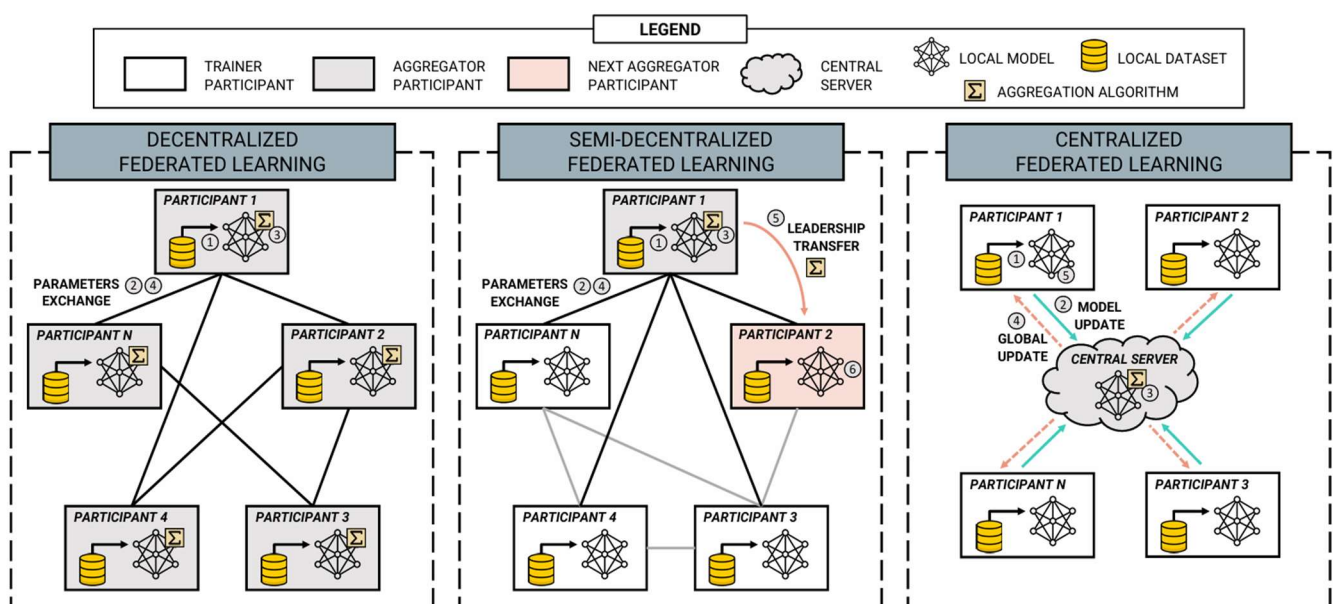 LEGEND
TRAINER
PARTICIPANT
AGGREGATOR
PARTICIPANT
NEXT AGGREGATOR
PARTICIPANT
CENTRAL
SERVER
LOCAL MODEL
LOCAL DATASET
Σ AGGREGATION ALGORITHM
DECENTRALIZED
FEDERATED LEARNING
PARTICIPANT 1
Σ
1 3
PARAMETERS 2 4
EXCHANGE
PARTICIPANT N
Σ
PARTICIPANT 2
Σ
PARTICIPANT 4
Σ
PARTICIPANT 3
Σ
SEMI-DECENTRALIZED
FEDERATED LEARNING
PARTICIPANT 1
Σ
1 3
5 LEADERSHIP
TRANSFER
Σ
PARAMETERS 2 4
EXCHANGE
PARTICIPANT N
PARTICIPANT 2
6
PARTICIPANT 4
PARTICIPANT 3
CENTRALIZED
FEDERATED LEARNING
PARTICIPANT 1
1
5
PARTICIPANT 2
2 MODEL
UPDATE
4
GLOBAL
UPDATE
CENTRAL SERVER
Σ
3
PARTICIPANT N
PARTICIPANT 3